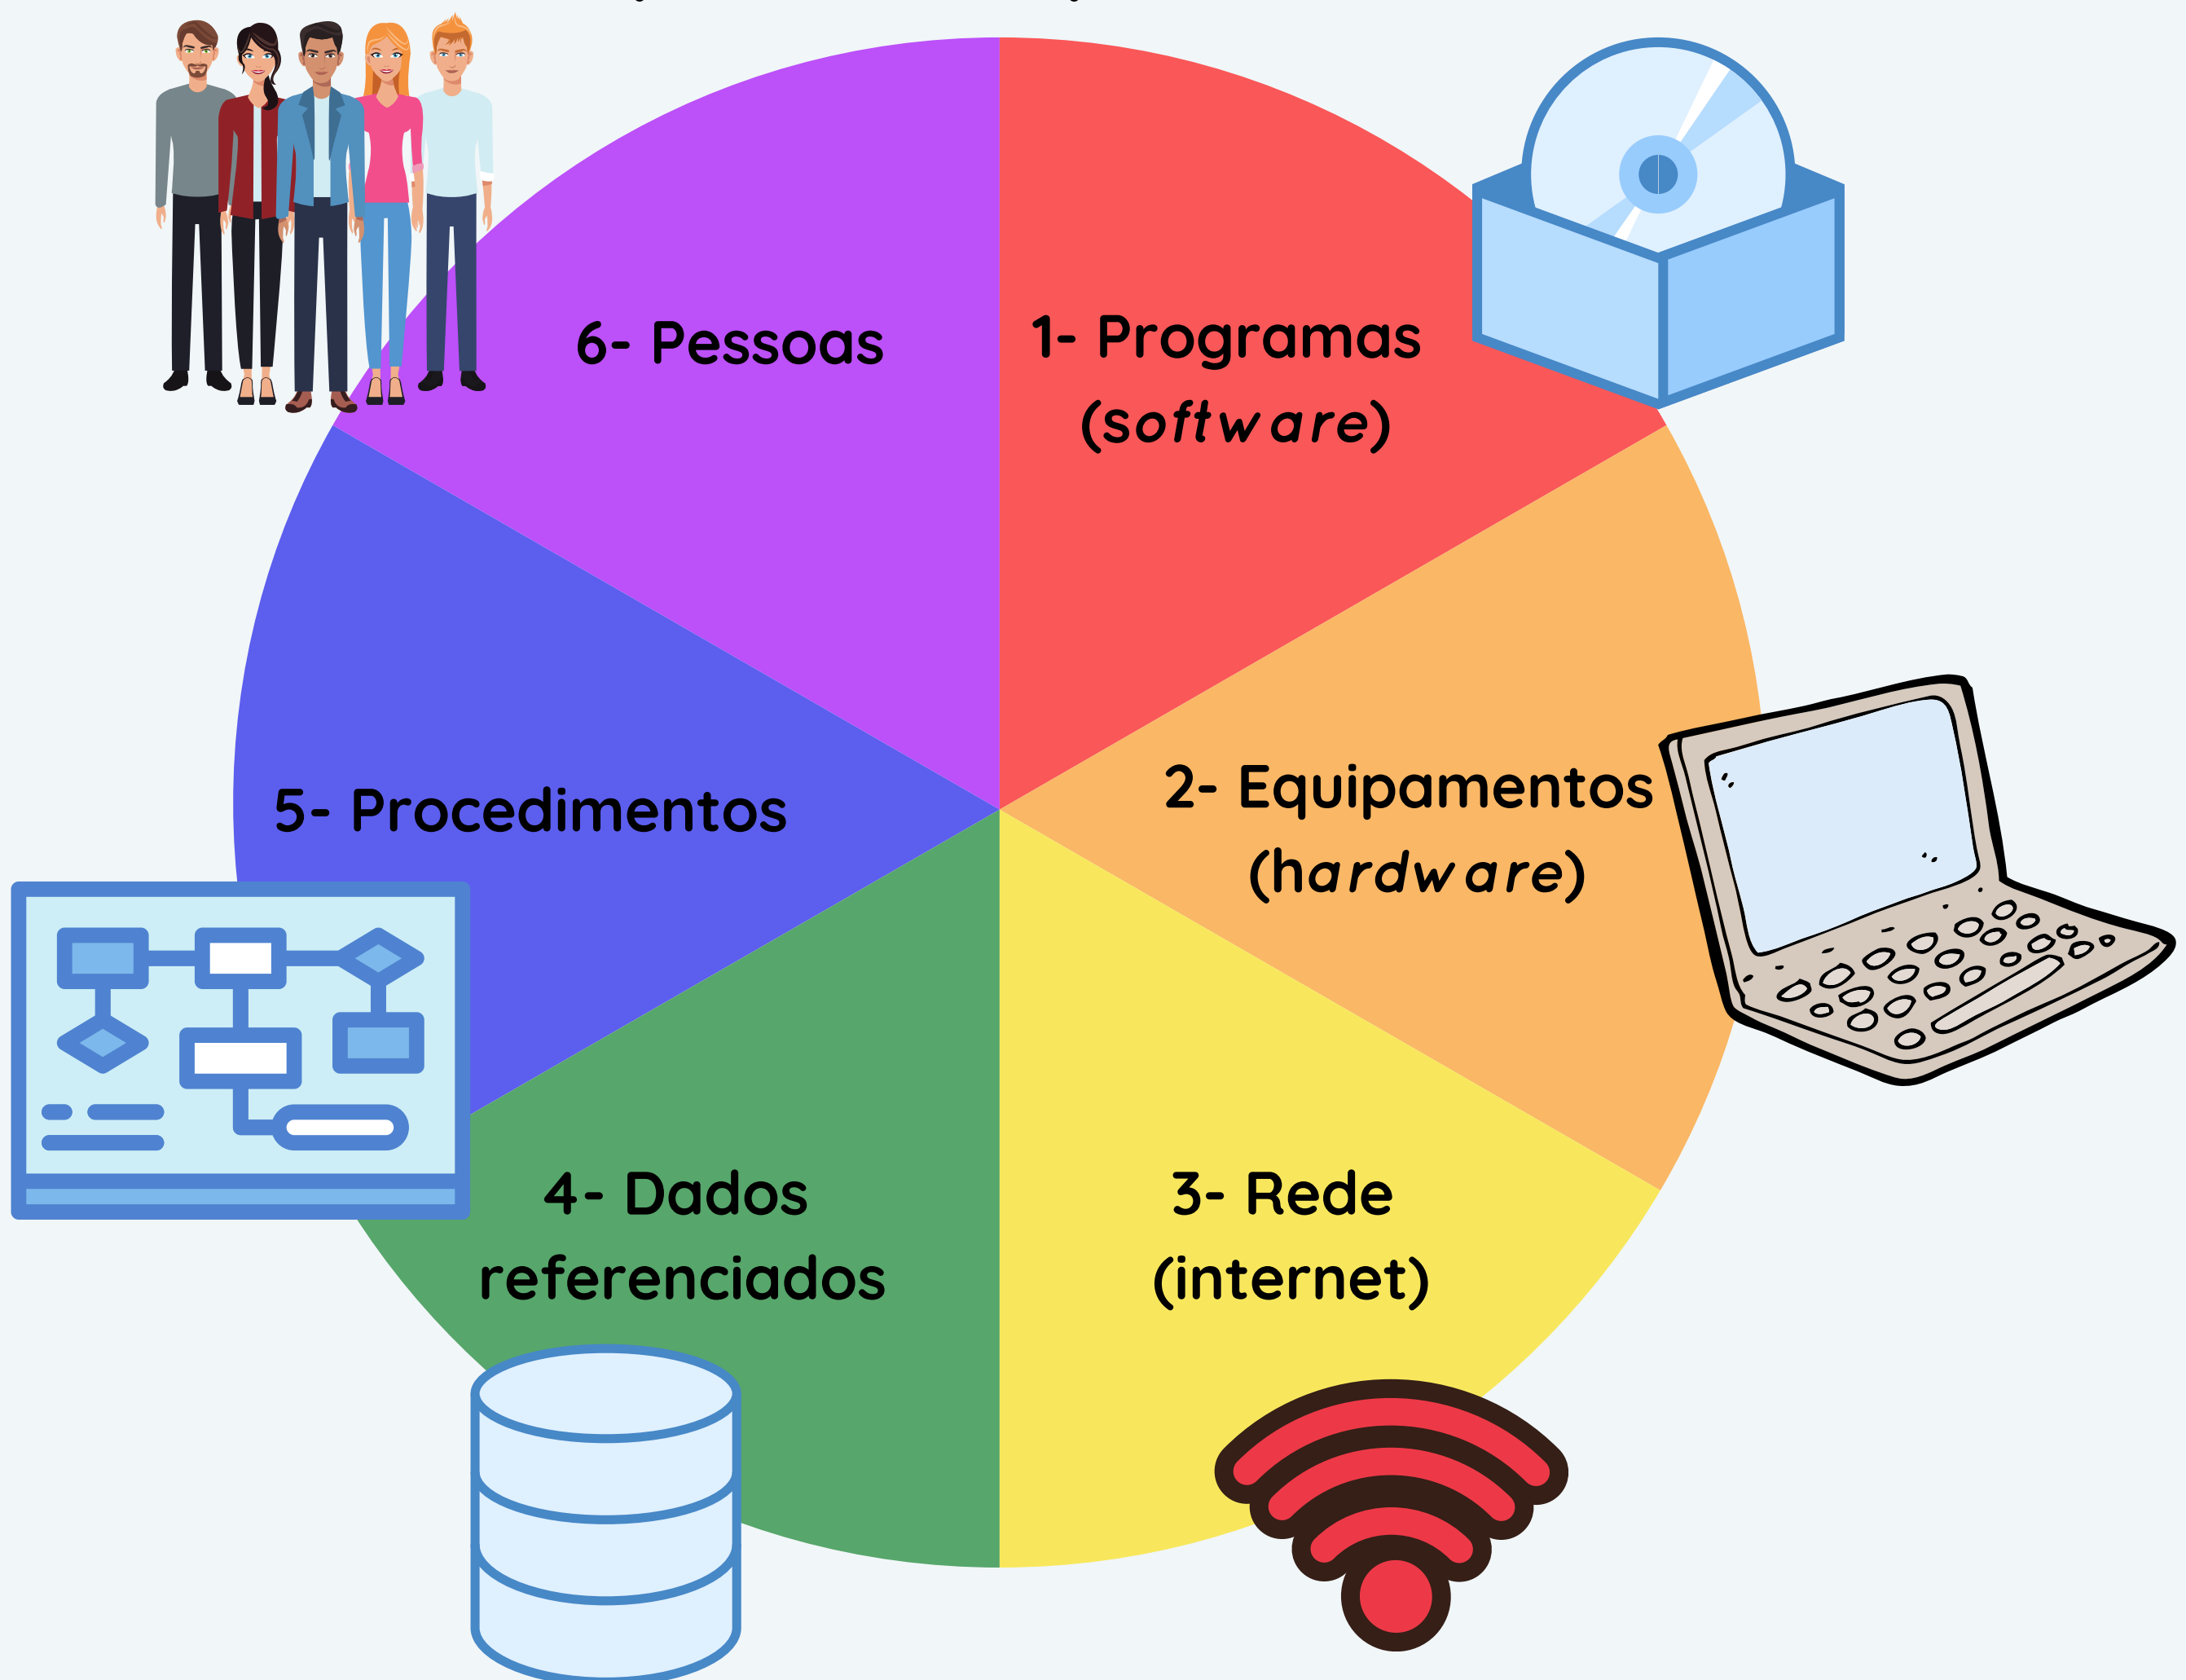 1- Programas
(software)
2- Equipamentos
(hardware)
3- Rede
(internet)
4- Dados
referenciados
5- Procedimentos
6- Pessoas